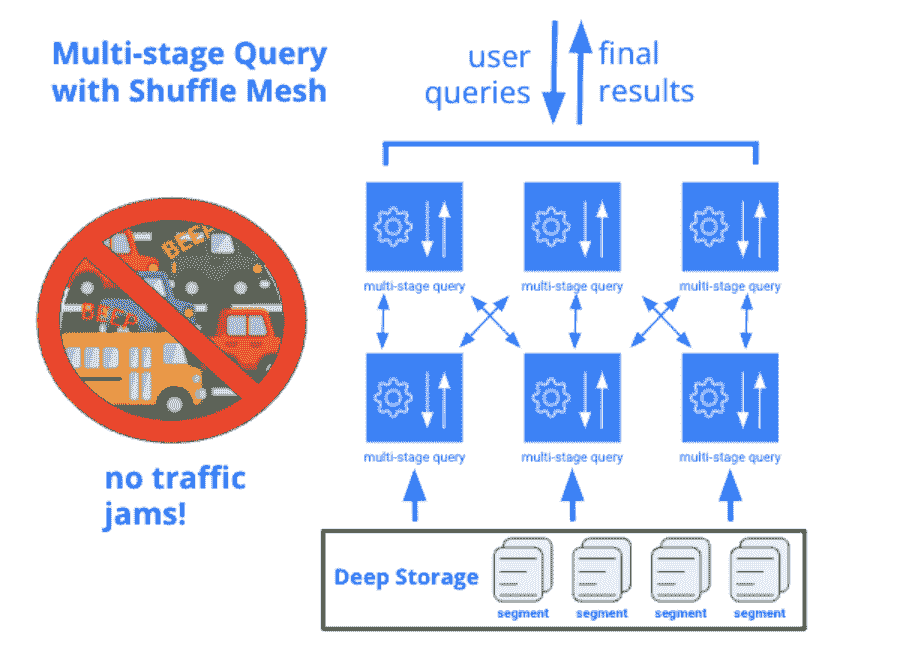 Multi-stage Query
with Shuffle Mesh
user
queries
final
results
BEEP
BEEP
no traffic
jams!
multi-stage query
multi-stage query
multi-stage query
multi-stage query
multi-stage query
multi-stage query
Deep Storage
segment
segment
segment
segment